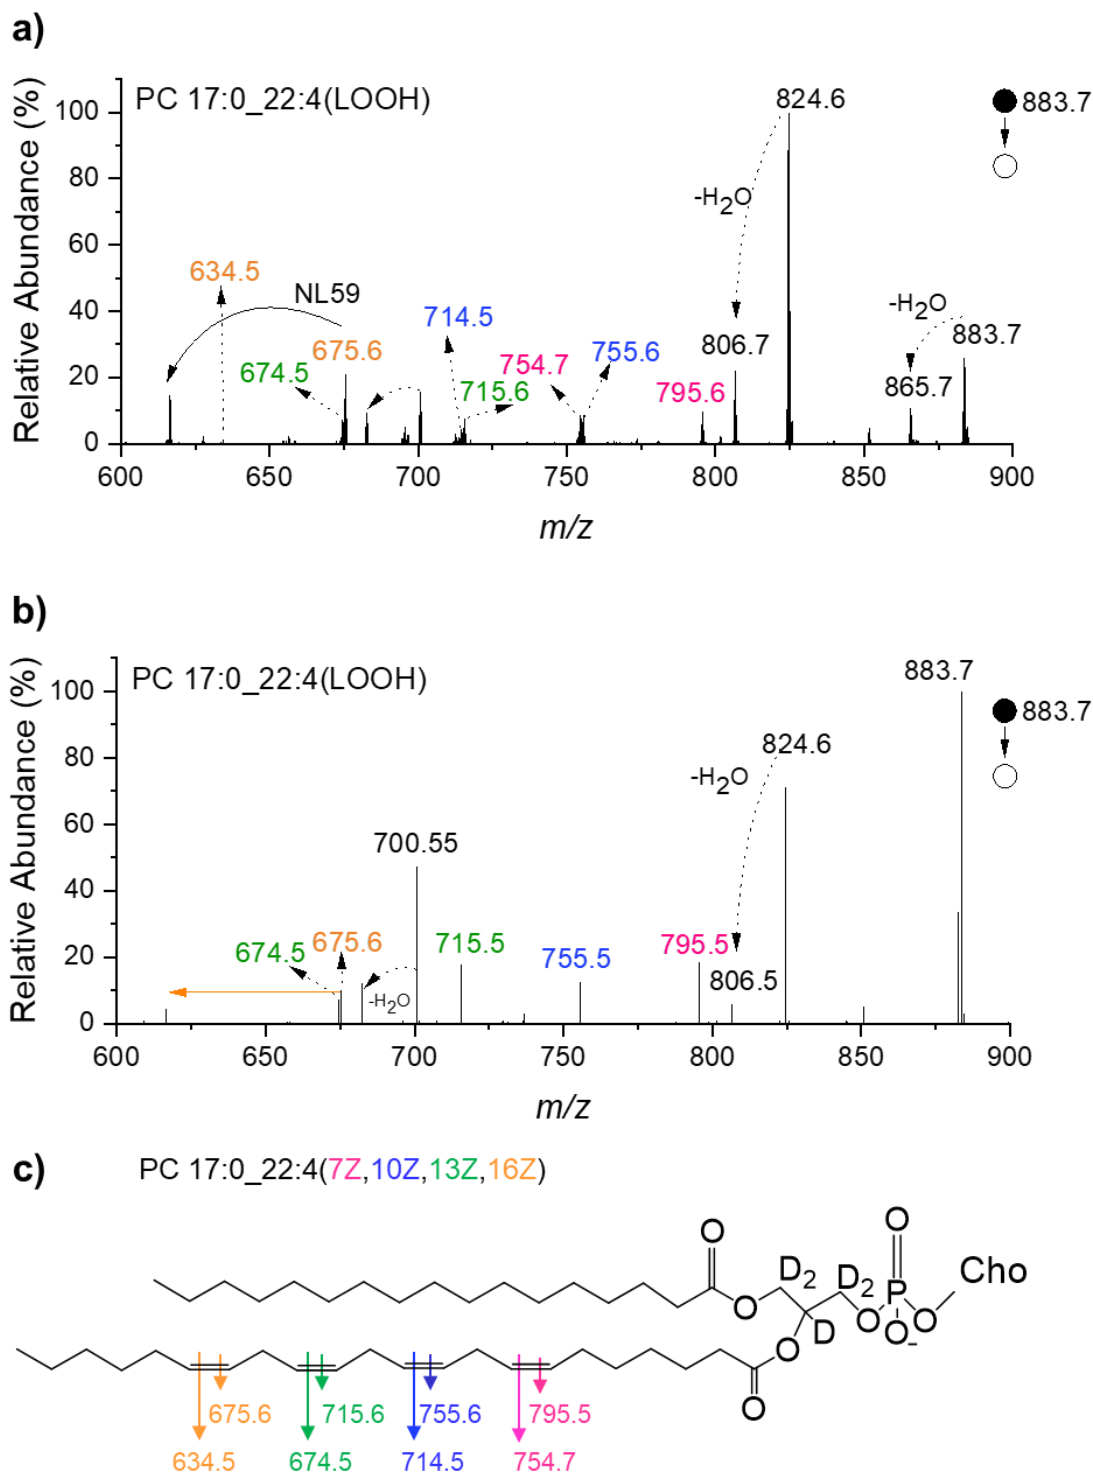 a)
PC 17:0_22:4(LOOH)
824.6
883.7
-H2O
634.5
NL59
714.5
-H2O
883.7
806.7
675.6
674.5
754.7
755.6
715.6
795.6
865.7
Relative Abundance (%)
100
80
60
40
20
0
600 650 700 750 800 850 900
m/z
b)
PC 17:0_22:4(LOOH)
883.7
883.7
824.6
-H2O
700.55
674.5
675.6
715.5
755.5
795.5
806.5
-H2O
Relative Abundance (%)
100
80
60
40
20
0
600 650 700 750 800 850 900
m/z
c)
PC 17:0_22:4(7Z,10Z,13Z,16Z)
O
O
D2
D2
P
Cho
O
O
O-
O
D
O
O
675.6
715.6
755.6
795.5
634.5
674.5
714.5
754.7